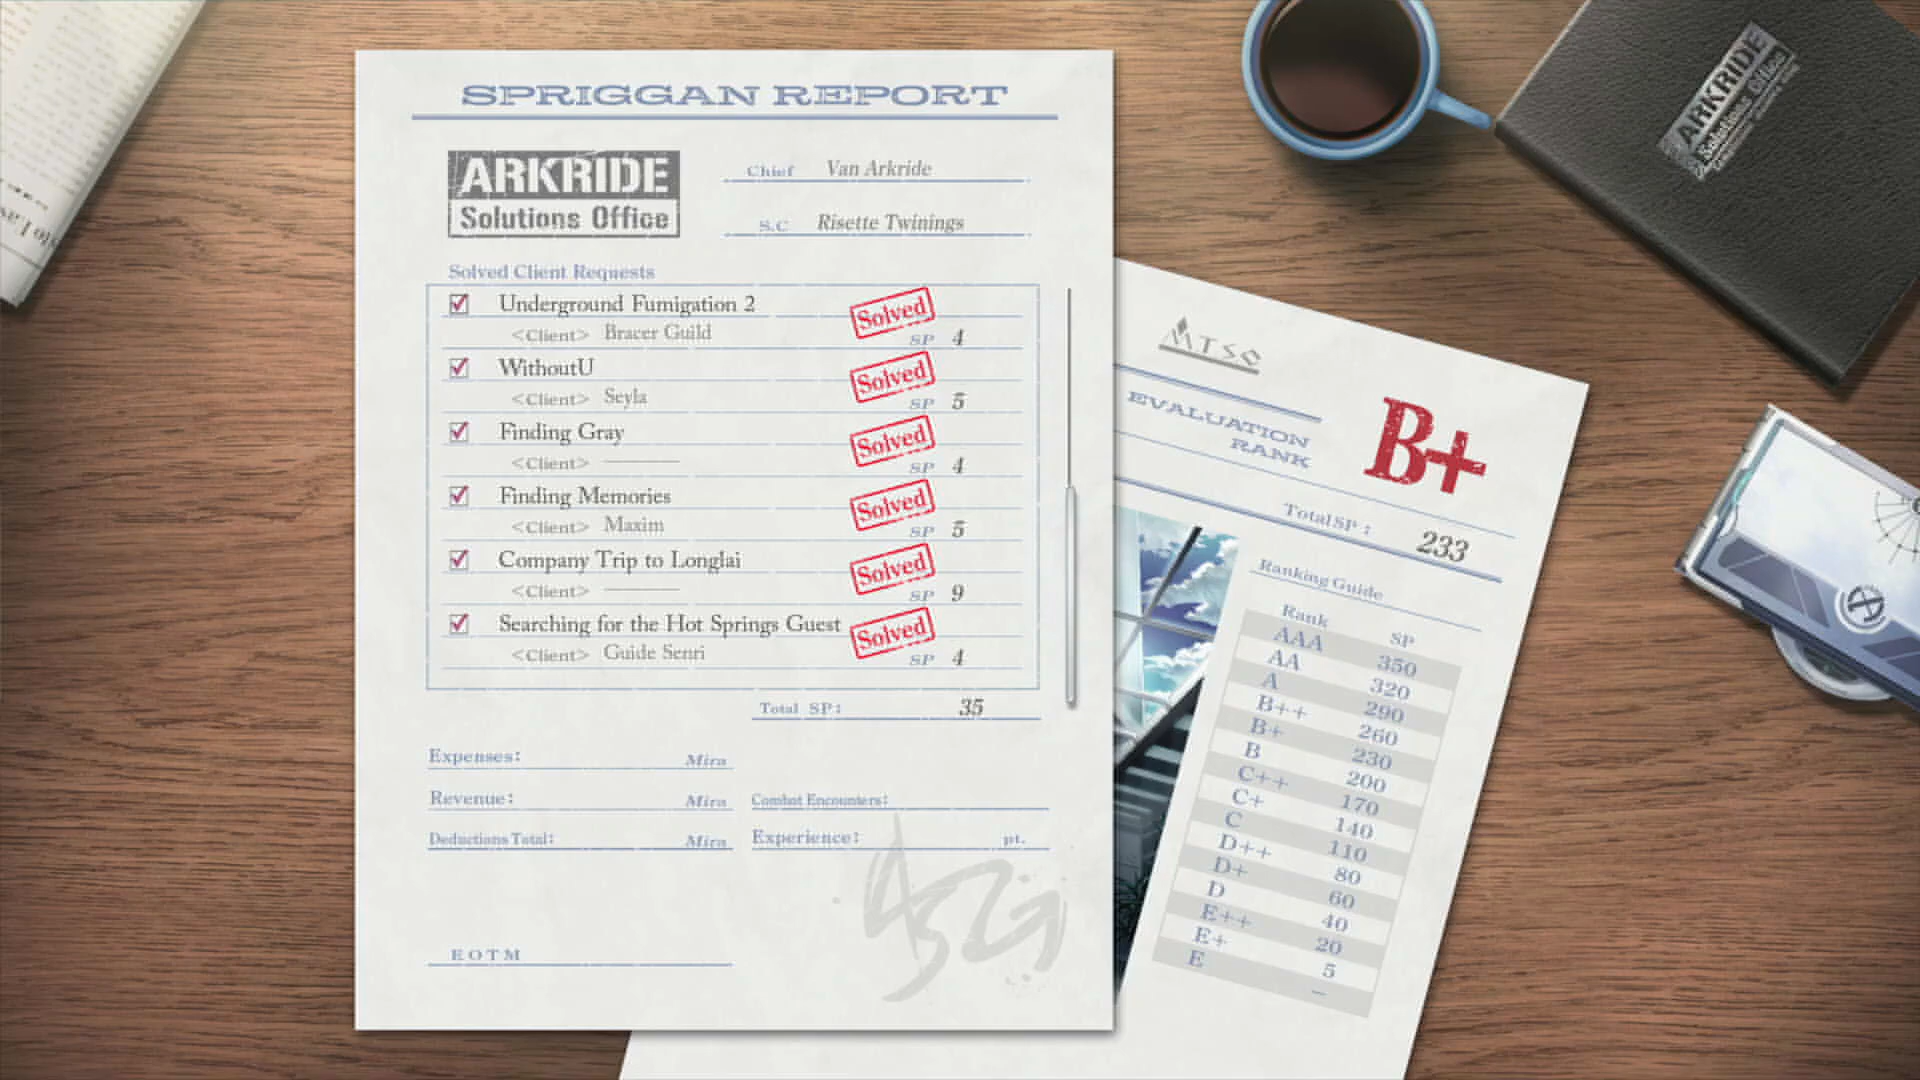 SPRIGGAN REPORT
ARKRIDE
Solutions Office
Chief Van Arkride
S.C Risette Twinings
Solved Client Requests
Underground Fumigation 2 Solved
<Client> Bracer Guild SP 4
WithoutU Solved
<Client> Seyla SP 5
Finding Gray Solved
<Client> ——— SP 4
Finding Memories Solved
<Client> Maxim SP 5
Company Trip to Longlai Solved
<Client> ——— SP 9
Searching for the Hot Springs Guest Solved
<Client> Guide Senri SP 4
Total SP: 35
Expenses: Mira
Revenue: Mira Combat Encounters:
Deductions Total: Mira Experience: pt.
EOTM
MTSC
EVALUATION
RANK
B+
Total SP : 233
Ranking Guide
Rank SP
AAA 350
AA 320
A 290
B++ 260
B+ 230
B 200
C++ 170
C+ 140
C 110
D++ 80
D+ 60
D 40
E++ 20
E+ 5
E –
ARKRIDE
Solutions Office